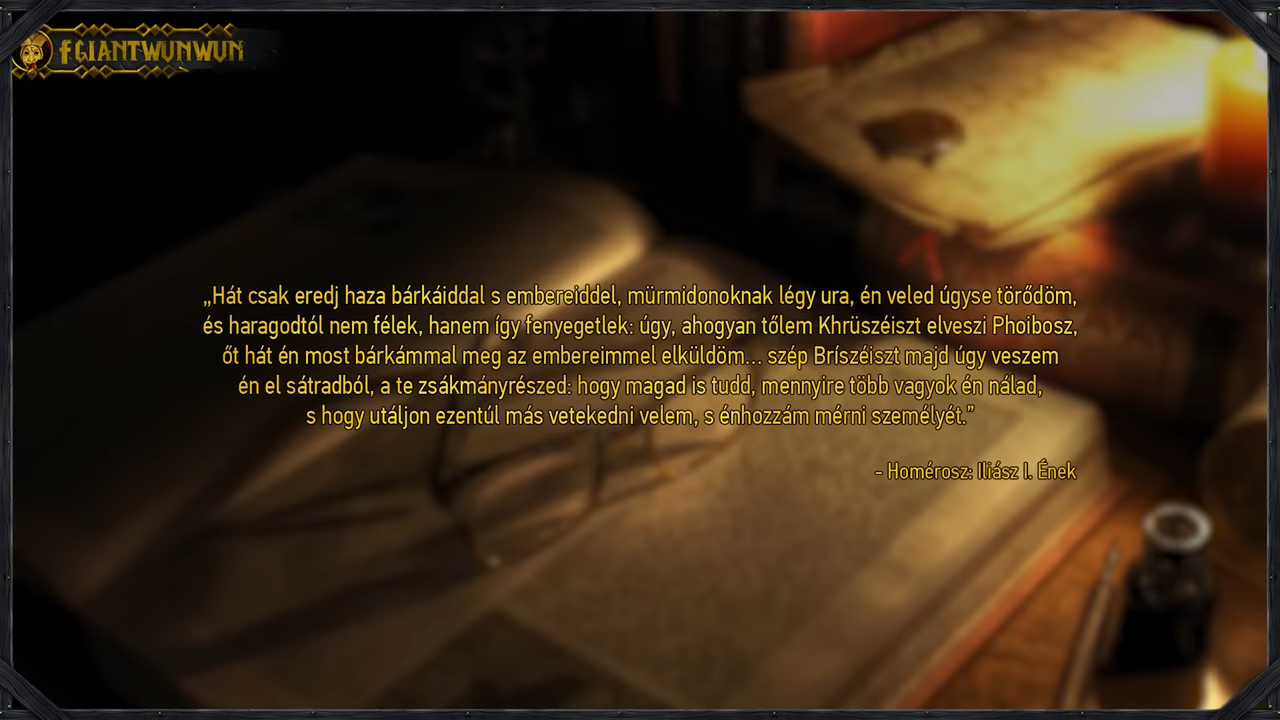 FGIANTWUNWUN
„Hát csak eredj haza bárkáiddal s embereiddel, mürmidonoknak légy ura, én veled úgyse törődöm,
és haragodtól nem félek, hanem így fenyegetlek: úgy, ahogyan tőlem Khrüszéiszt elveszi Phoibosz,
őt hát én most bárkámmal meg az embereimmel elküldöm... szép Bríszéiszt majd úgy veszem
én el sátradból, a te zsákmányrészed: hogy magad is tudd, mennyire több vagyok én nálad,
s hogy utáljon ezentúl más vetekedni velem, s énhozzám mérni személyét.”
- Homérosz: Iliász I. Ének